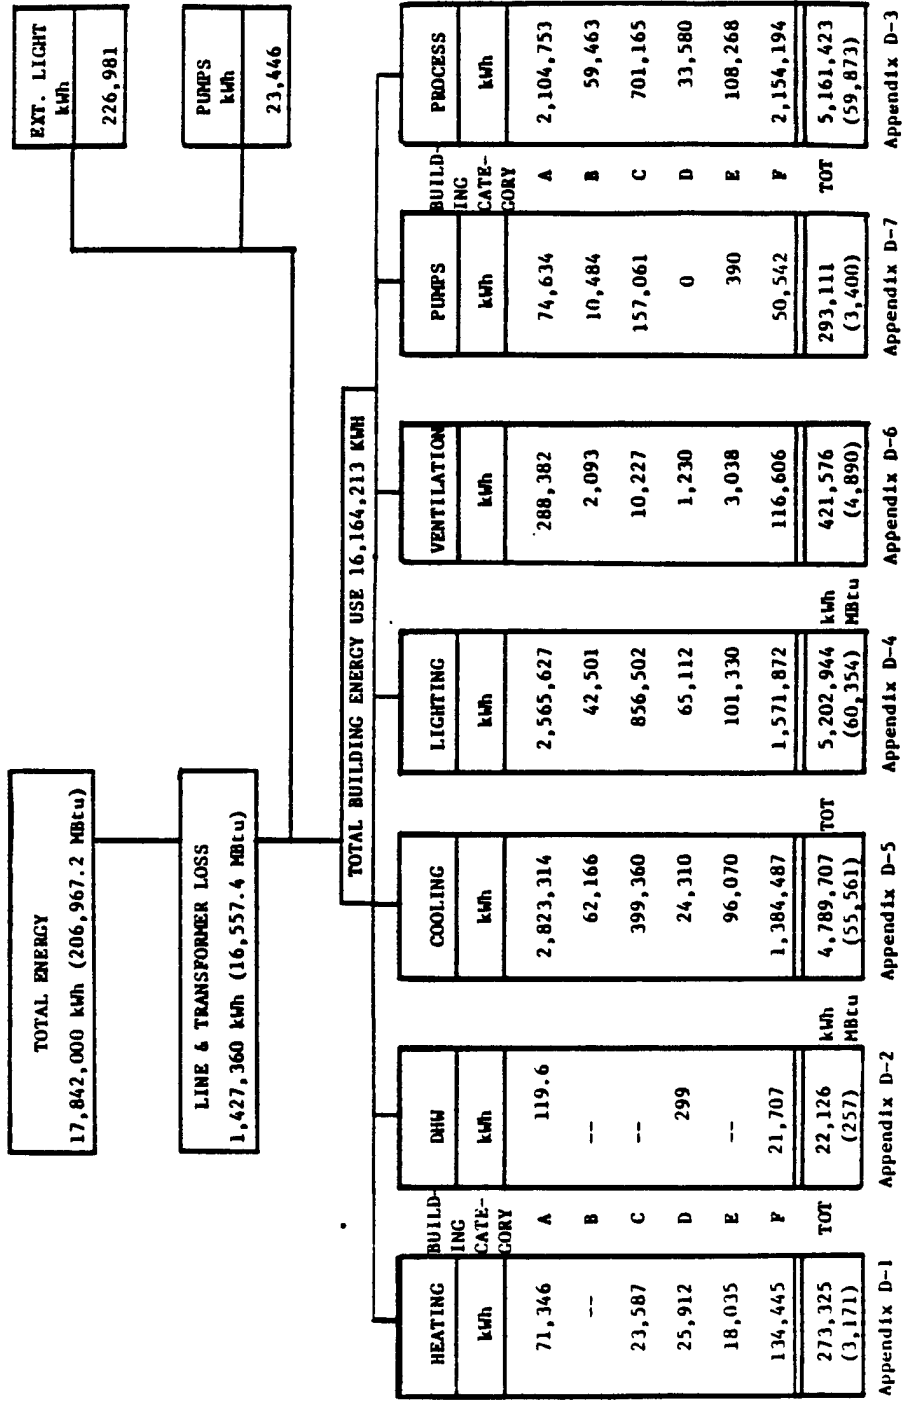 TOTAL ENERGY
17,842,000 kWh (206,967.2 MBtu)
LINE & TRANSFORMER LOSS
1,427,360 kWh (16,557.4 MBtu)
EXT. LIGHT
kWh
226,981
PUMPS
kWh
23,446
TOTAL BUILDING ENERGY USE 16,164,213 KWH
HEATING
kWh
71,346
--
23,587
25,912
18,035
134,445
273,325
(3,171)
Appendix D-1
BUILD-
ING
CATE-
GORY
A
B
C
D
E
F
TOT
DHW
kWh
119.6
--
--
299
--
21,707
22,126
(257)
Appendix D-2
kWh
MBtu
COOLING
kWh
2,823,314
62,166
399,360
24,310
96,070
1,384,487
4,789,707
(55,561)
Appendix D-5
TOT
LIGHTING
kWh
2,565,627
42,501
856,502
65,112
101,330
1,571,872
5,202,944
(60,354)
Appendix D-4
kWh
MBtu
VENTILATION
kWh
288,382
2,093
10,227
1,230
3,038
116,606
421,576
(4,890)
Appendix D-6
PUMPS
kWh
74,634
10,484
157,061
0
390
50,542
293,111
(3,400)
Appendix D-7
BUILD-
ING
CATE-
GORY
A
B
C
D
E
F
TOT
PROCESS
kWh
2,104,753
59,463
701,165
33,580
108,268
2,154,194
5,161,423
(59,873)
Appendix D-3